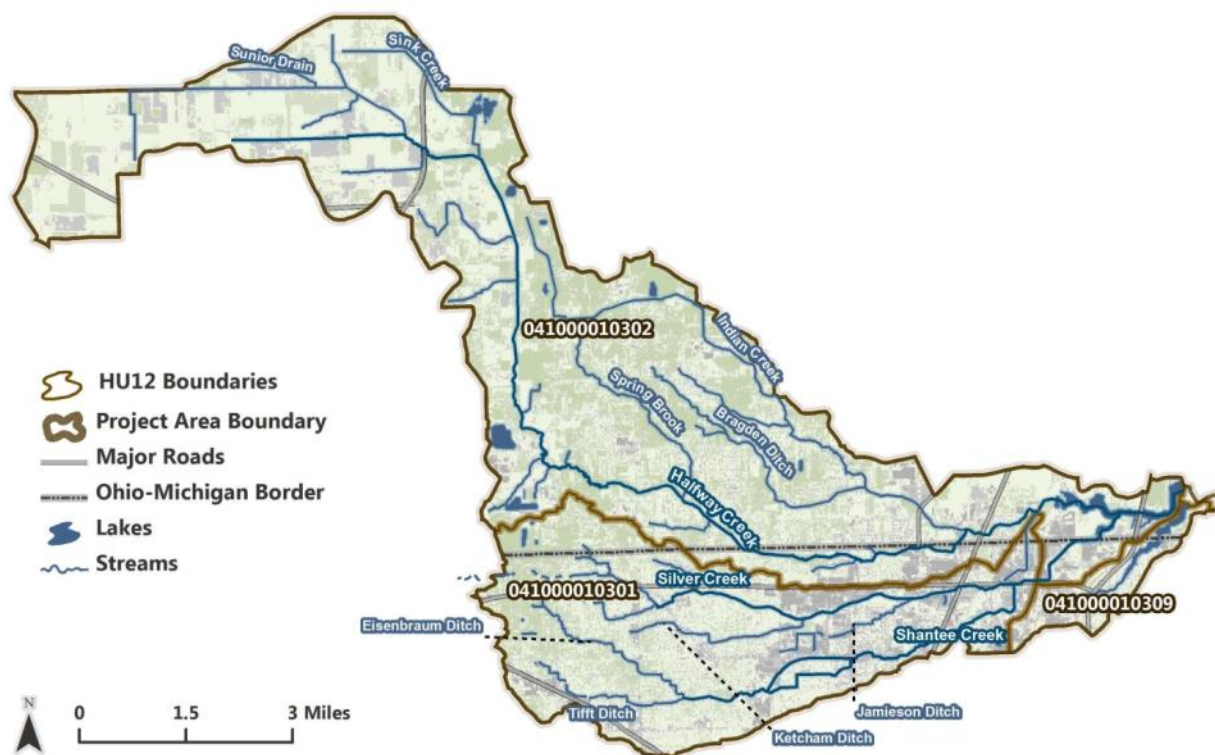 Sunior Drain
Sink Creek
041000010302
Indian Creek
Spring Brook
Bragden Ditch
Halfway Creek
HU12 Boundaries
Project Area Boundary
Major Roads
Ohio-Michigan Border
Lakes
Streams
Silver Creek
041000010301
041000010309
Eisenbraum Ditch
Shantee Creek
Tifft Ditch
Jamieson Ditch
Ketcham Ditch
N
0 1.5 3 Miles